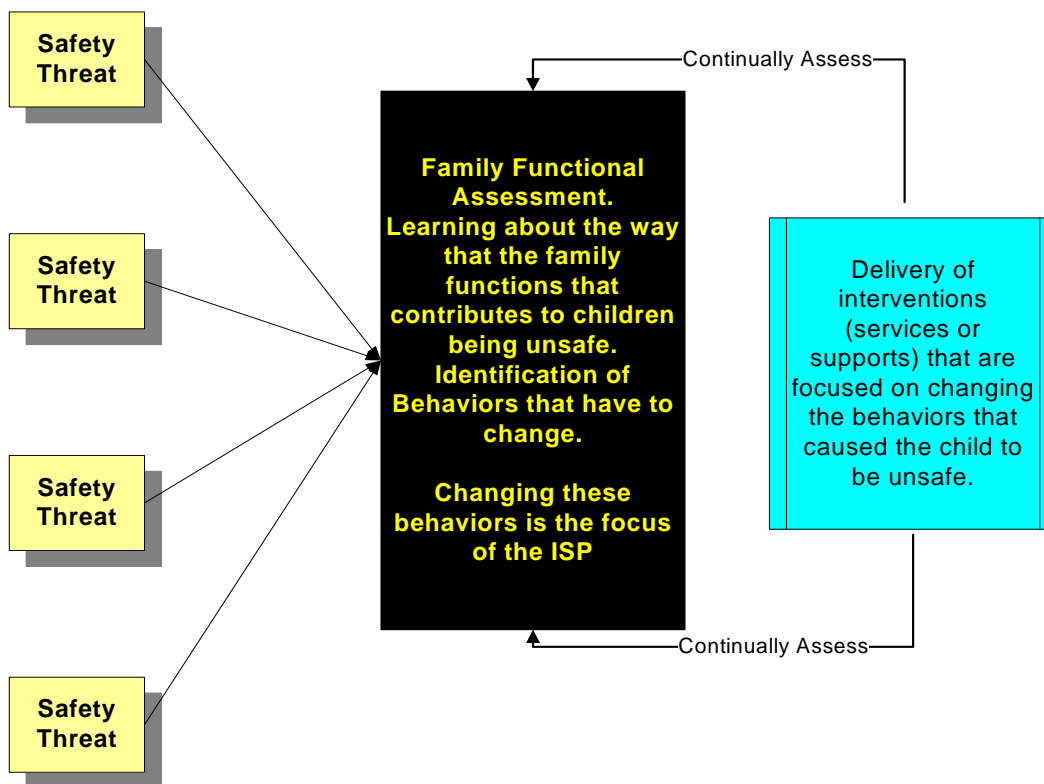 Safety
Threat
Safety
Threat
Safety
Threat
Safety
Threat
Family Functional
Assessment.
Learning about the way
that the family
functions that
contributes to children
being unsafe.
Identification of
Behaviors that have to
change.
Changing these
behaviors is the focus
of the ISP
Continually Assess
Delivery of
interventions
(services or
supports) that are
focused on changing
the behaviors that
caused the child to
be unsafe.
Continually Assess